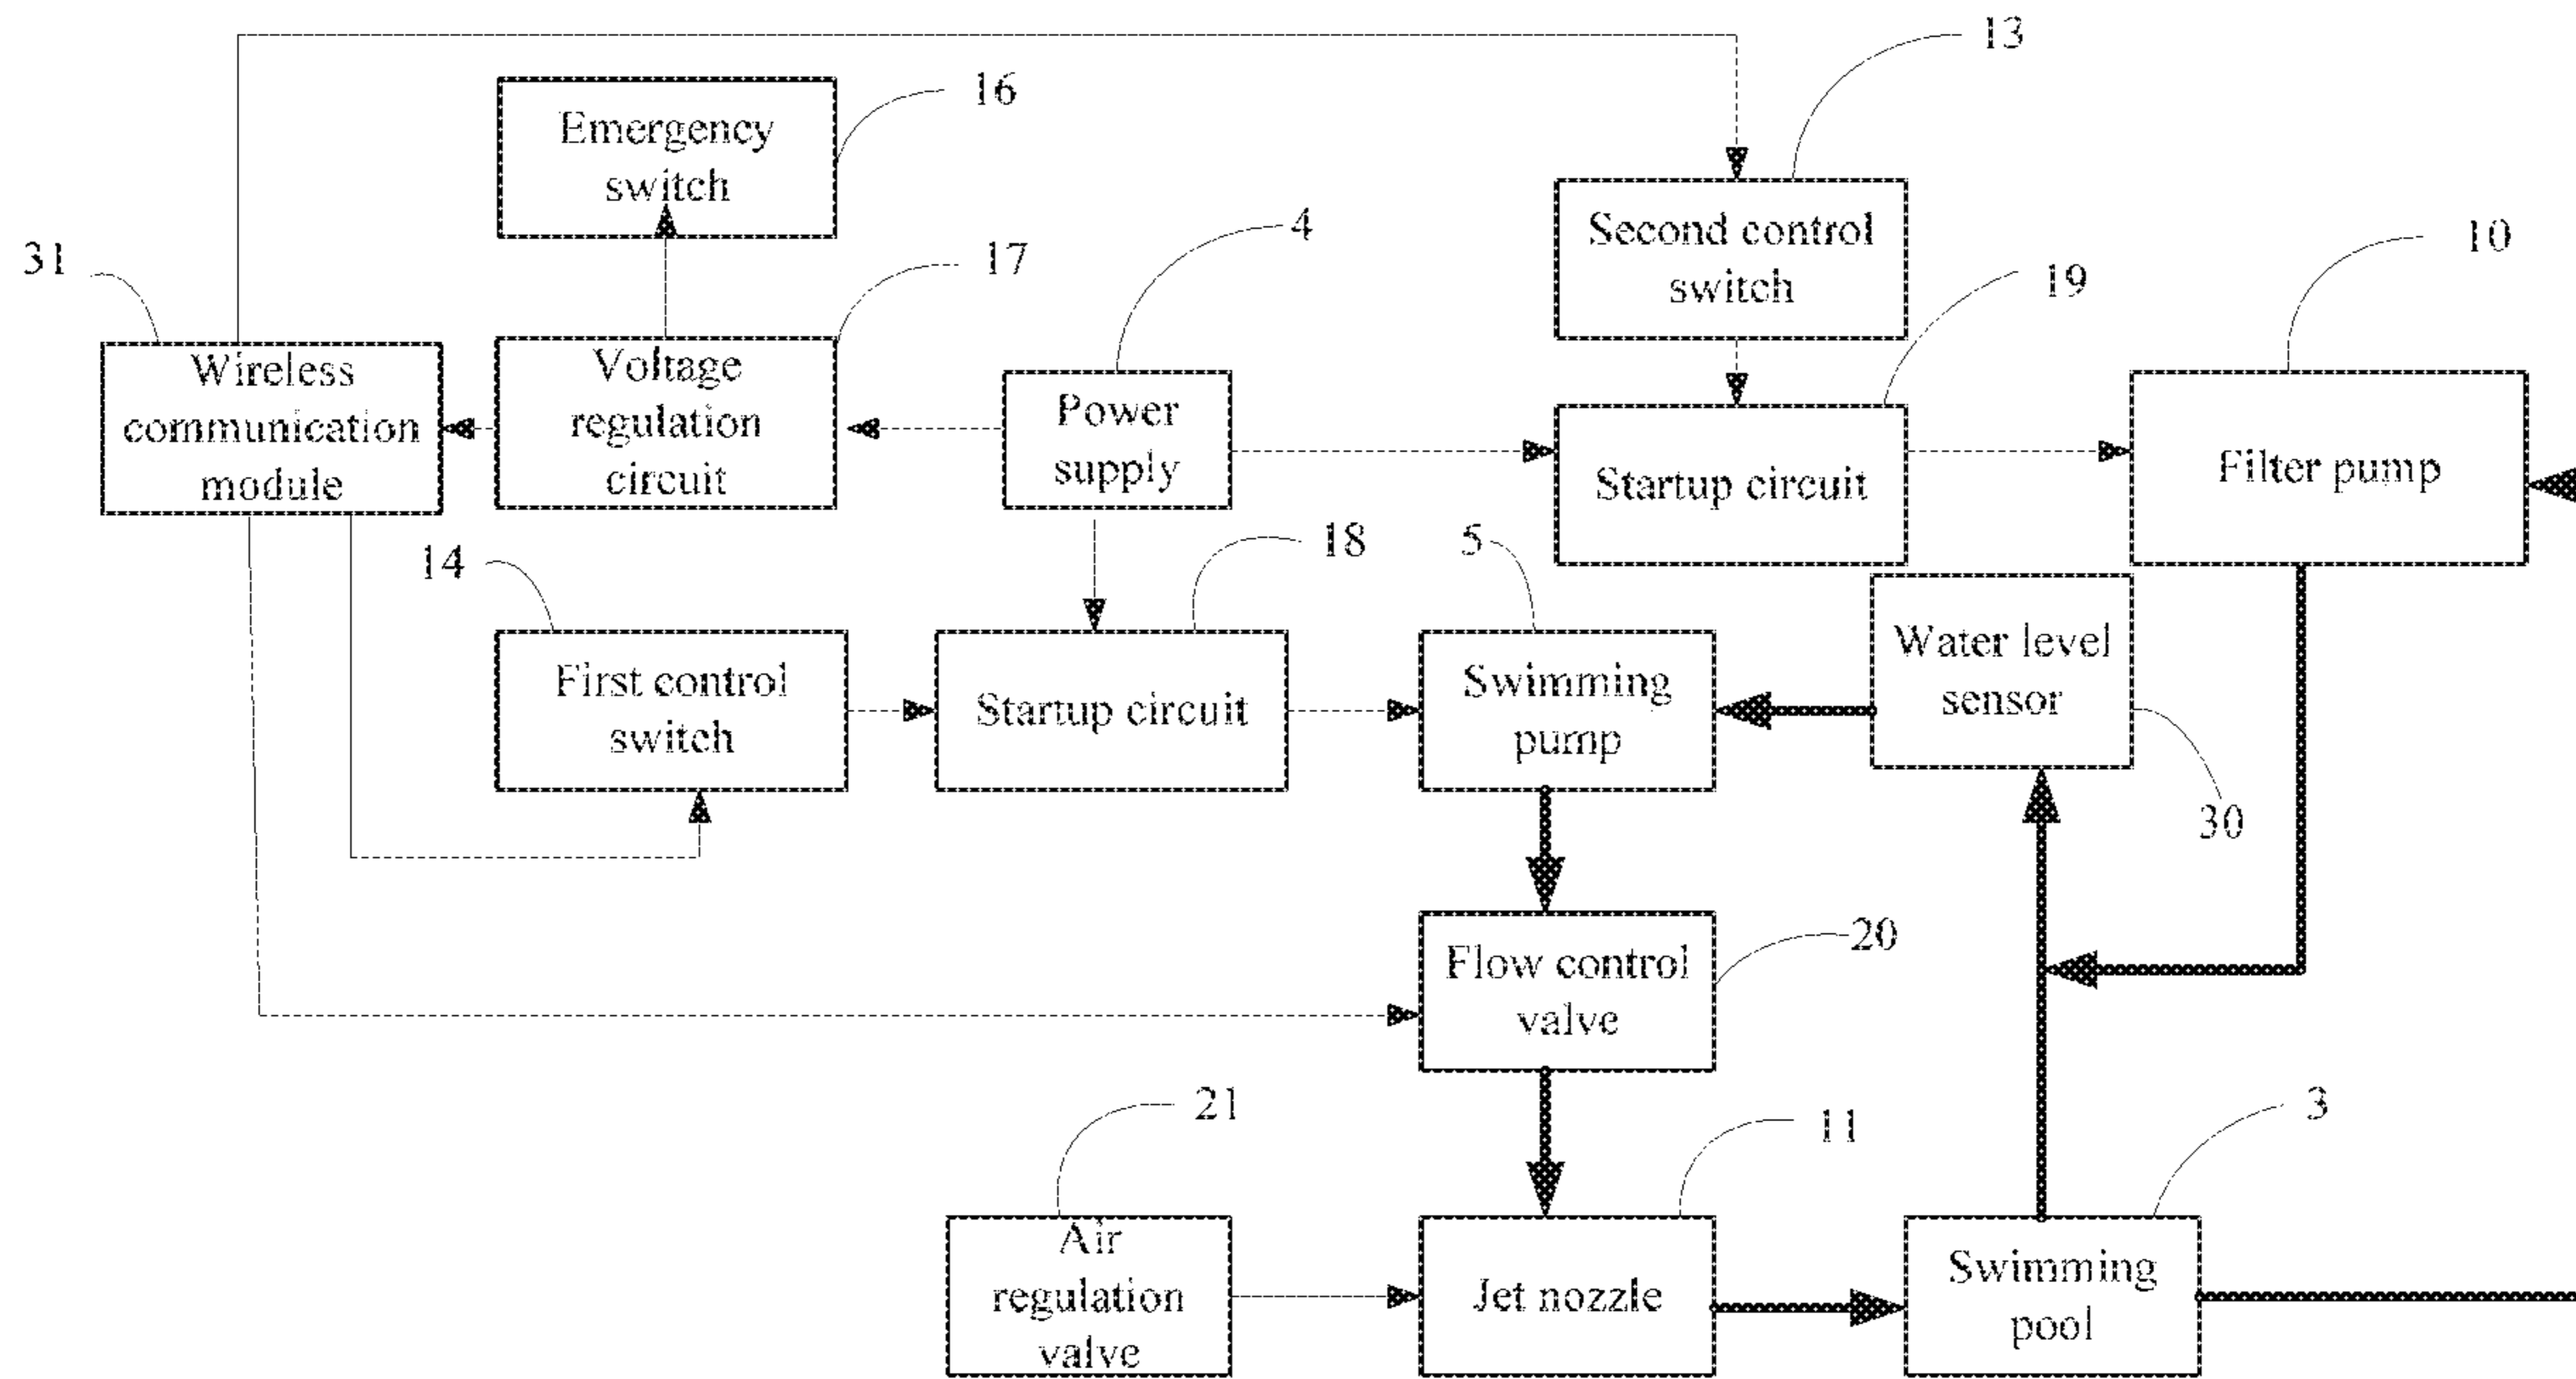 13
16
Emergency
switch
4
Second control
switch
10
31
17
19
Wireless
communication
module
Voltage
regulation
circuit
Power
supply
Startup circuit
Filter pump
14
18
5
First control
switch
Startup circuit
Swimming
pump
Water level
sensor
30
Flow control
valve
20
21
11
3
Air
regulation
valve
Jet nozzle
Swimming
pool